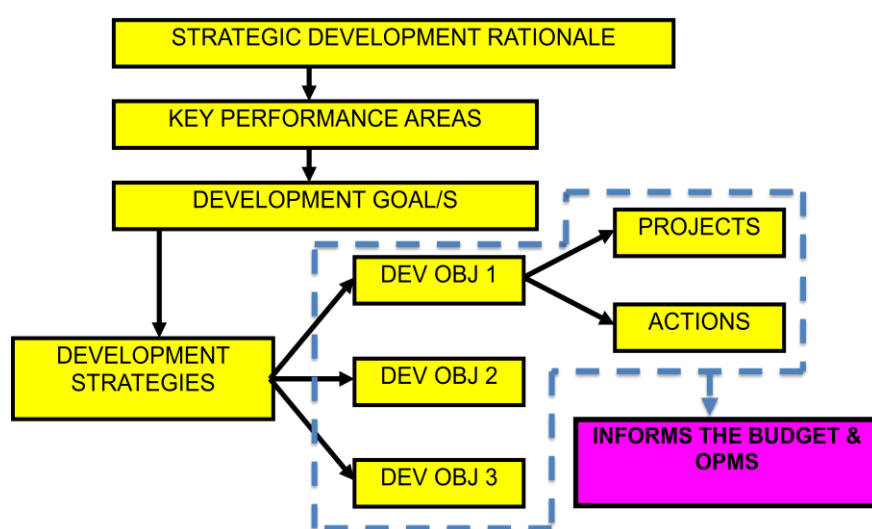 STRATEGIC DEVELOPMENT RATIONALE
KEY PERFORMANCE AREAS
DEVELOPMENT GOAL/S
PROJECTS
DEV OBJ 1
ACTIONS
DEVELOPMENT
STRATEGIES
DEV OBJ 2
INFORMS THE BUDGET &
OPMS
DEV OBJ 3